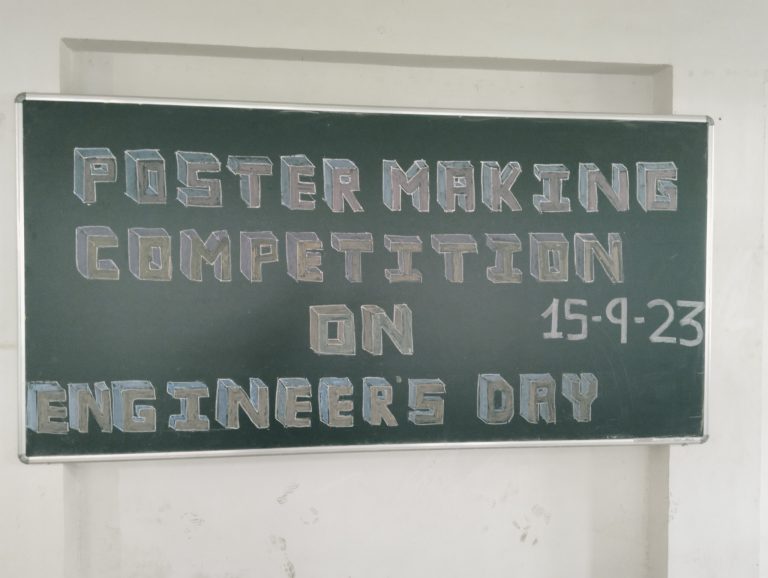 POSTER MAKING
COMPETITION
ON
15-9-23
ENGINEER'S DAY